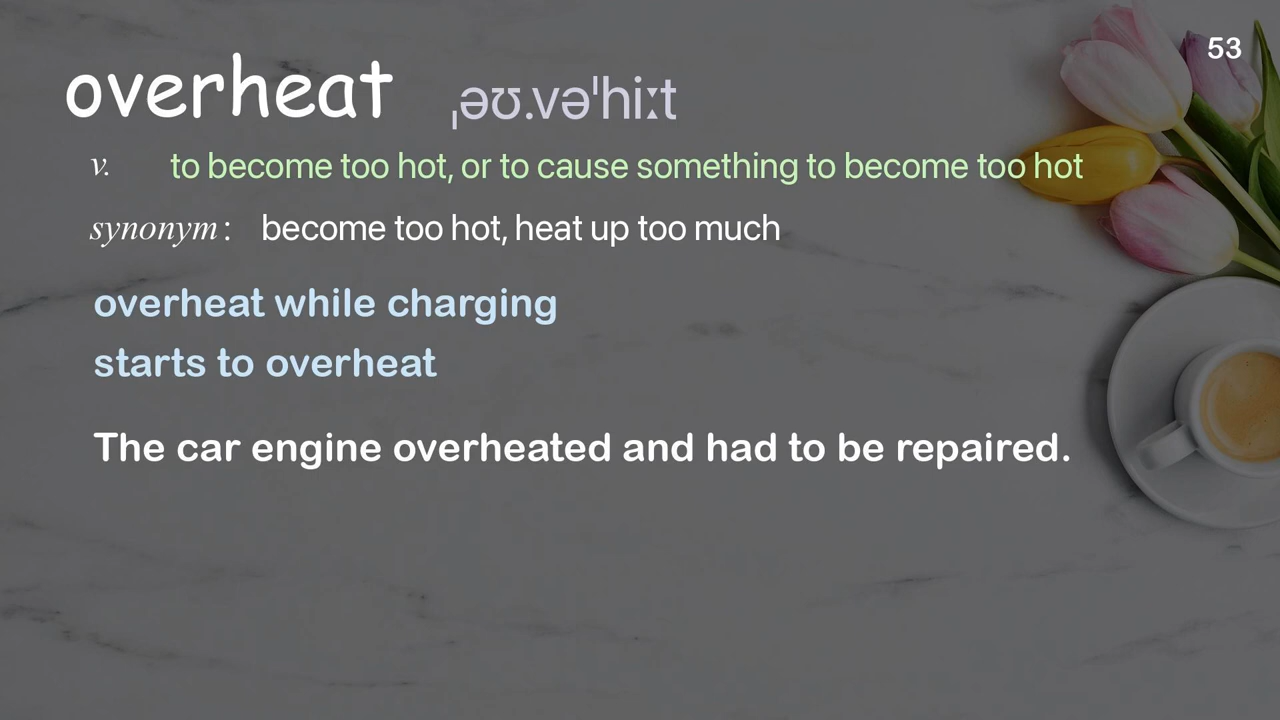 53
overheat ˌəʊ.vəˈhiːt
v. to become too hot, or to cause something to become too hot
synonym: become too hot, heat up too much
overheat while charging
starts to overheat
The car engine overheated and had to be repaired.